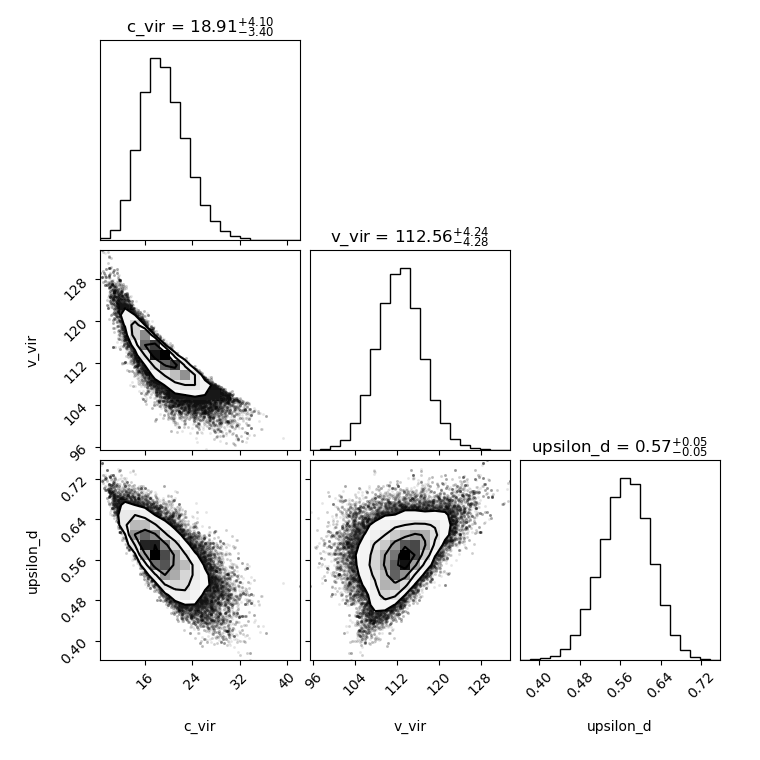 c_vir = 18.91+4.10−3.40
v_vir = 112.56+4.24−4.28
128
120
112
104
96
v_vir
upsilon_d = 0.57+0.05−0.05
0.72
0.64
0.56
0.48
0.40
upsilon_d
16 24 32 40
96 104 112 120 128
0.40 0.48 0.56 0.64 0.72
c_vir v_vir upsilon_d